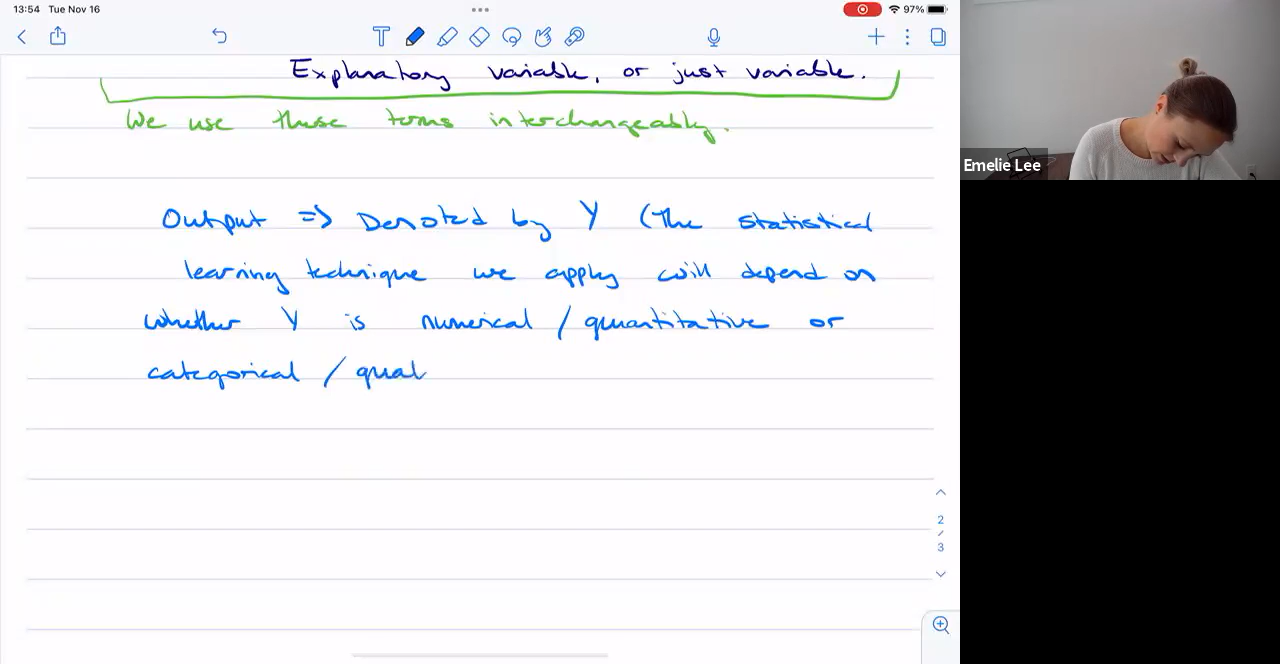 13:54 Tue Nov 16
97%
Explanatory variable, or just variable.
We use these terms interchangeably.
Output => Denoted by Y (The statistical
learning technique we apply will depend on
whether Y is numerical / quantitative or
categorical / qual
2
3
Emelie Lee